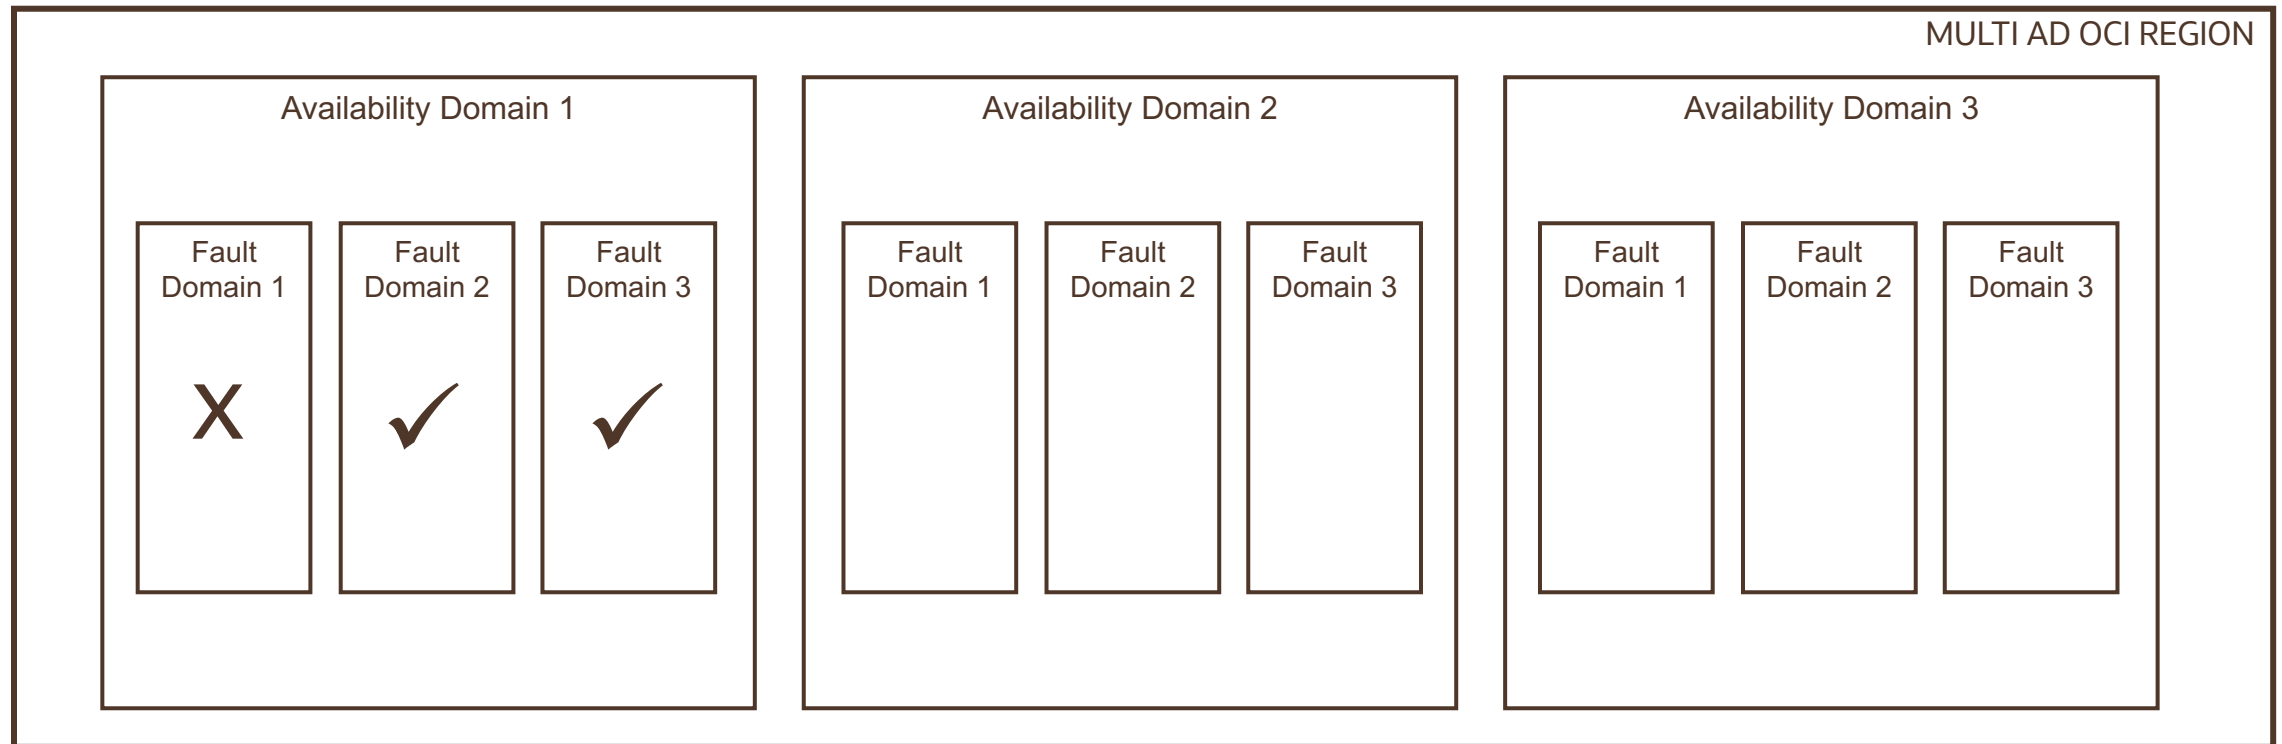 MULTI AD OCI REGION
Availability Domain 1
Fault
Domain 1
X
Fault
Domain 2
✓
Fault
Domain 3
✓
Availability Domain 2
Fault
Domain 1
Fault
Domain 2
Fault
Domain 3
Availability Domain 3
Fault
Domain 1
Fault
Domain 2
Fault
Domain 3